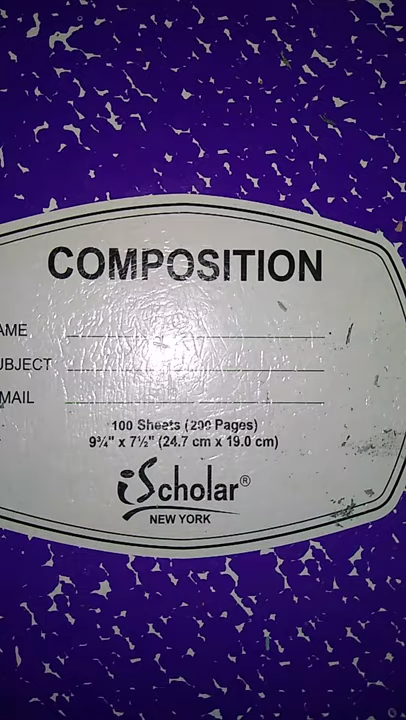 COMPOSITION
AME
UBJECT
MAIL
100 Sheets (200 Pages)
9¾" x 7½" (24.7 cm x 19.0 cm)
iScholar®
NEW YORK